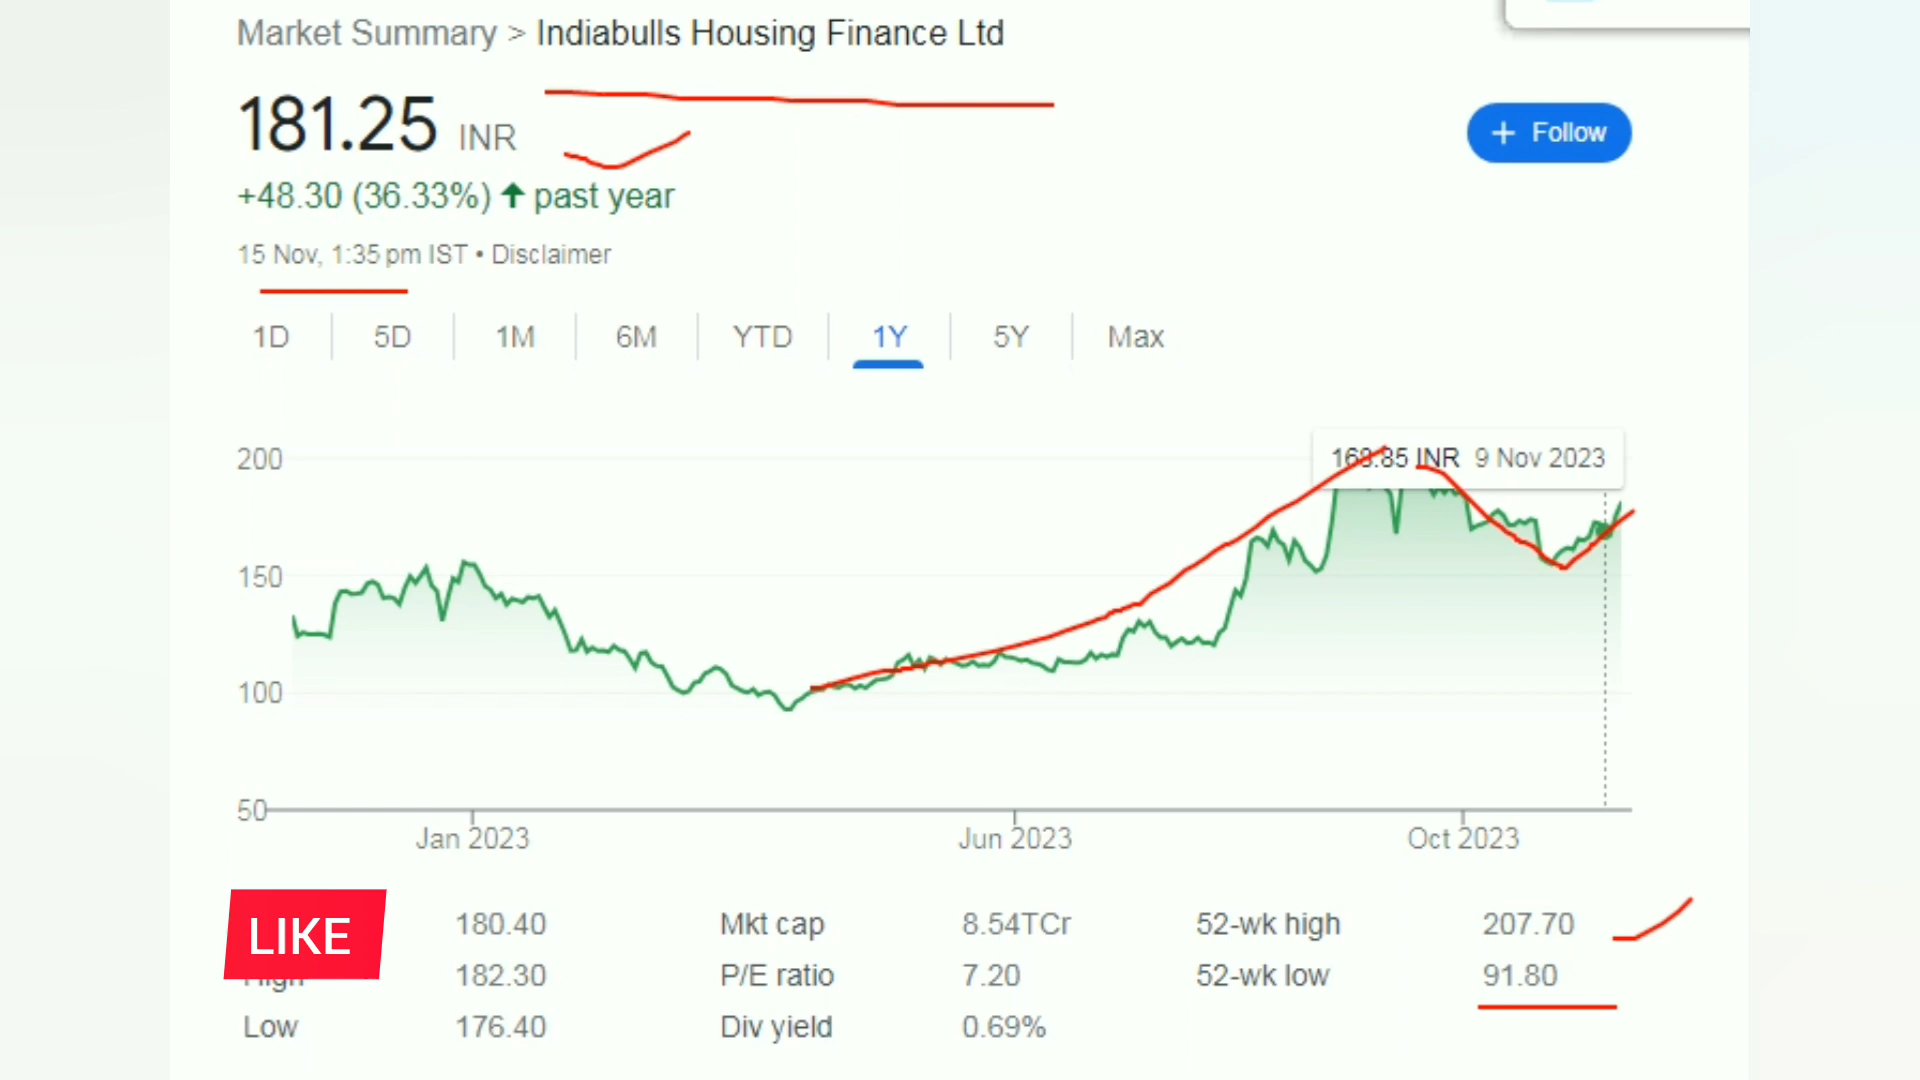 Market Summary > Indiabulls Housing Finance Ltd
181.25 INR
+ Follow
+48.30 (36.33%) ↑ past year
15 Nov, 1:35 pm IST • Disclaimer
1D 5D 1M 6M YTD 1Y 5Y Max
168.85 INR 9 Nov 2023
200
150
100
50
Jan 2023 Jun 2023 Oct 2023
LIKE 180.40 Mkt cap 8.54TCr 52-wk high 207.70
High 182.30 P/E ratio 7.20 52-wk low 91.80
Low 176.40 Div yield 0.69%